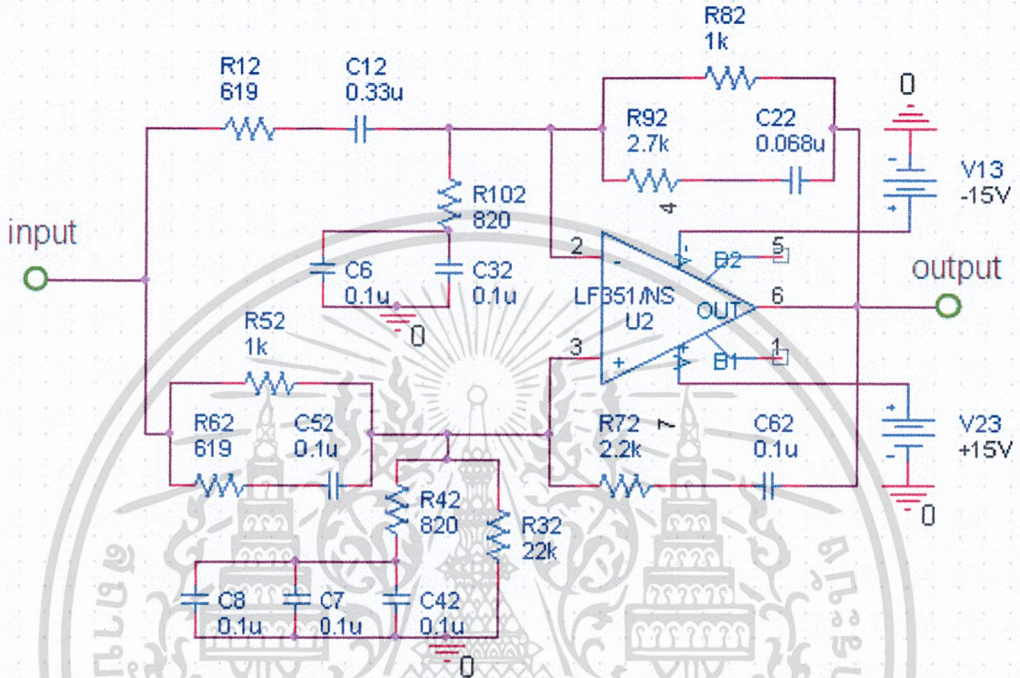 R82
1k
R12
619
C12
0.33u
R92
2.7k
C22
0.068u
0
V13
-15V
R102
820
4
input
C6
0.1u
C32
0.1u
0
2
-
5
B2
output
LF351/NS
U2
OUT
6
R52
1k
3
+
1
B1
R62
619
C52
0.1u
R72
2.2k
7
C62
0.1u
V23
+15V
R42
820
R32
22k
0
C8
0.1u
C7
0.1u
C42
0.1u
0